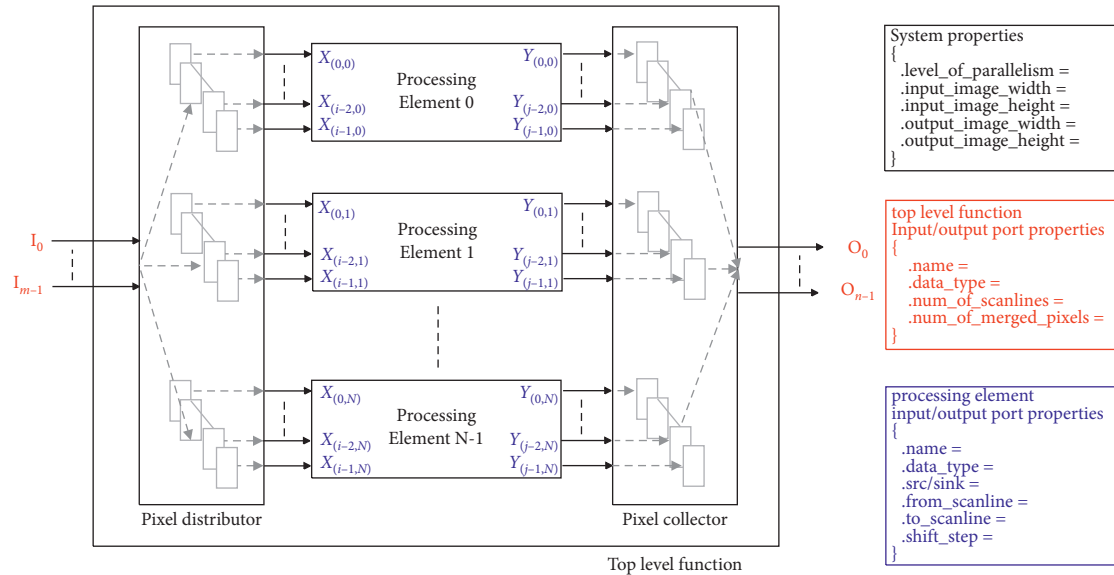 I₀
Iₘ₋₁
X₍₀,₀₎
X₍ᵢ₋₂,₀₎
X₍ᵢ₋₁,₀₎
Processing
Element 0
Y₍₀,₀₎
Y₍ⱼ₋₂,₀₎
Y₍ⱼ₋₁,₀₎
X₍₀,₁₎
X₍ᵢ₋₂,₁₎
X₍ᵢ₋₁,₁₎
Processing
Element 1
Y₍₀,₁₎
Y₍ⱼ₋₂,₁₎
Y₍ⱼ₋₁,₁₎
X₍₀,N₎
X₍ᵢ₋₂,N₎
X₍ᵢ₋₁,N₎
Processing
Element N-1
Y₍₀,N₎
Y₍ⱼ₋₂,N₎
Y₍ⱼ₋₁,N₎
Pixel distributor
Pixel collector
Top level function
O₀
Oₙ₋₁
System properties
{
.level_of_parallelism =
.input_image_width =
.input_image_height =
.output_image_width =
.output_image_height =
}
top level function
Input/output port properties
{
.name =
.data_type =
.num_of_scanlines =
.num_of_merged_pixels =
}
processing element
input/output port properties
{
.name =
.data_type =
.src/sink =
.from_scanline =
.to_scanline =
.shift_step =
}